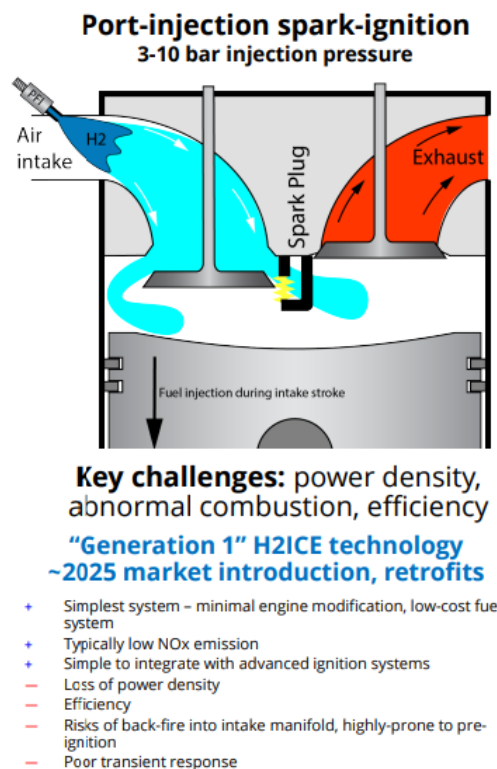 Port-injection spark-ignition
3-10 bar injection pressure
PFI
H2
Air
intake
Spark Plug
Exhaust
Fuel injection during intake stroke
Key challenges: power density,
abnormal combustion, efficiency
“Generation 1” H2ICE technology
~2025 market introduction, retrofits
+ Simplest system – minimal engine modification, low-cost fue
system
+ Typically low NOx emission
+ Simple to integrate with advanced ignition systems
— Loss of power density
— Efficiency
— Risks of back-fire into intake manifold, highly-prone to pre-
ignition
— Poor transient response